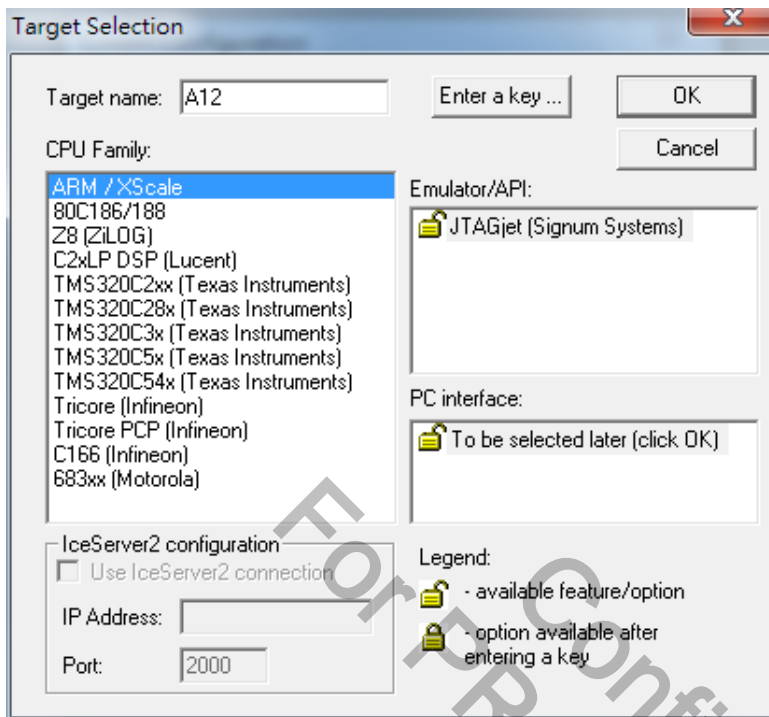 Target Selection
Target name: A12
Enter a key ...
OK
Cancel
CPU Family:
ARM / XScale
80C186/188
Z8 (ZiLOG)
C2xLP DSP (Lucent)
TMS320C2xx (Texas Instruments)
TMS320C28x (Texas Instruments)
TMS320C3x (Texas Instruments)
TMS320C5x (Texas Instruments)
TMS320C54x (Texas Instruments)
Tricore (Infineon)
Tricore PCP (Infineon)
C166 (Infineon)
683xx (Motorola)
Emulator/API:
JTAGjet (Signum Systems)
PC interface:
To be selected later (click OK)
IceServer2 configuration
Use IceServer2 connection
IP Address:
Port: 2000
Legend:
- available feature/option
- option available after
entering a key
For PR
Confi